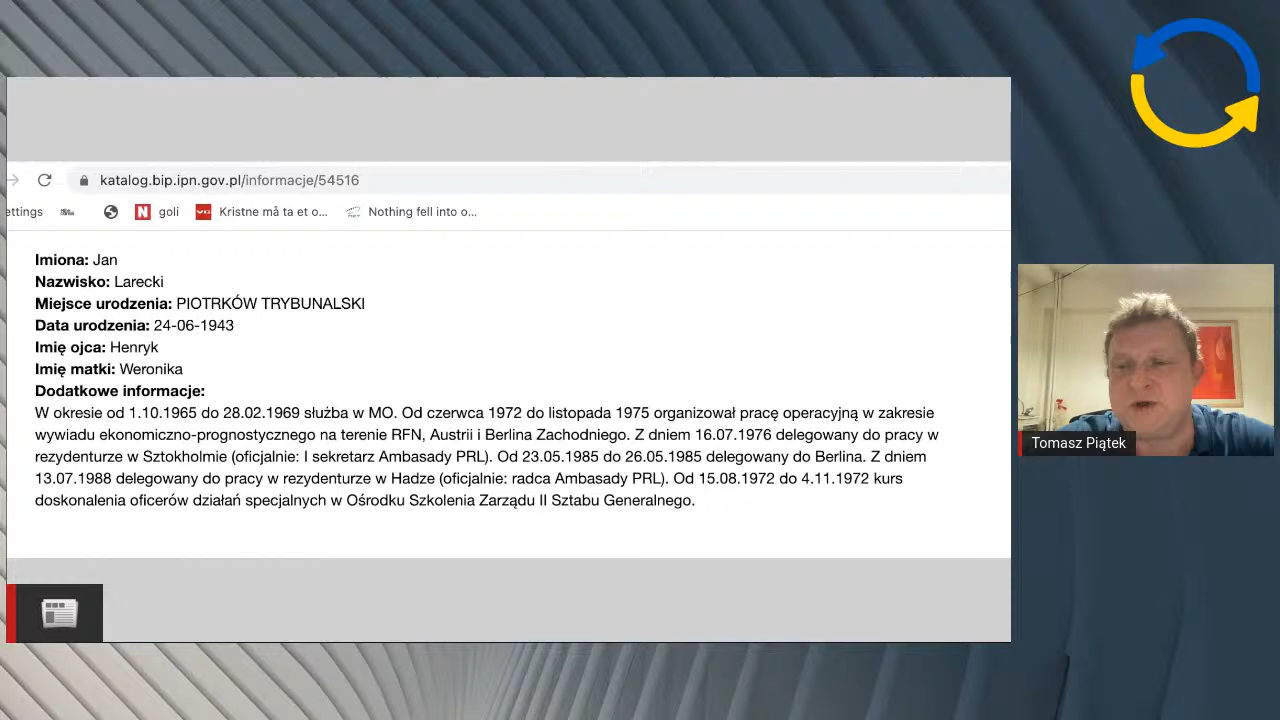 katalog.bip.ipn.gov.pl/informacje/54516
ettings goli Kristne må ta et o... Nothing fell into o...
Imiona: Jan
Nazwisko: Larecki
Miejsce urodzenia: PIOTRKÓW TRYBUNALSKI
Data urodzenia: 24-06-1943
Imię ojca: Henryk
Imię matki: Weronika
Dodatkowe informacje:
W okresie od 1.10.1965 do 28.02.1969 służba w MO. Od czerwca 1972 do listopada 1975 organizował pracę operacyjną w zakresie
wywiadu ekonomiczno-prognostycznego na terenie RFN, Austrii i Berlina Zachodniego. Z dniem 16.07.1976 delegowany do pracy w
rezydenturze w Sztokholmie (oficjalnie: I sekretarz Ambasady PRL). Od 23.05.1985 do 26.05.1985 delegowany do Berlina. Z dniem
13.07.1988 delegowany do pracy w rezydenturze w Hadze (oficjalnie: radca Ambasady PRL). Od 15.08.1972 do 4.11.1972 kurs
doskonalenia oficerów działań specjalnych w Ośrodku Szkolenia Zarządu II Sztabu Generalnego.
Tomasz Piątek